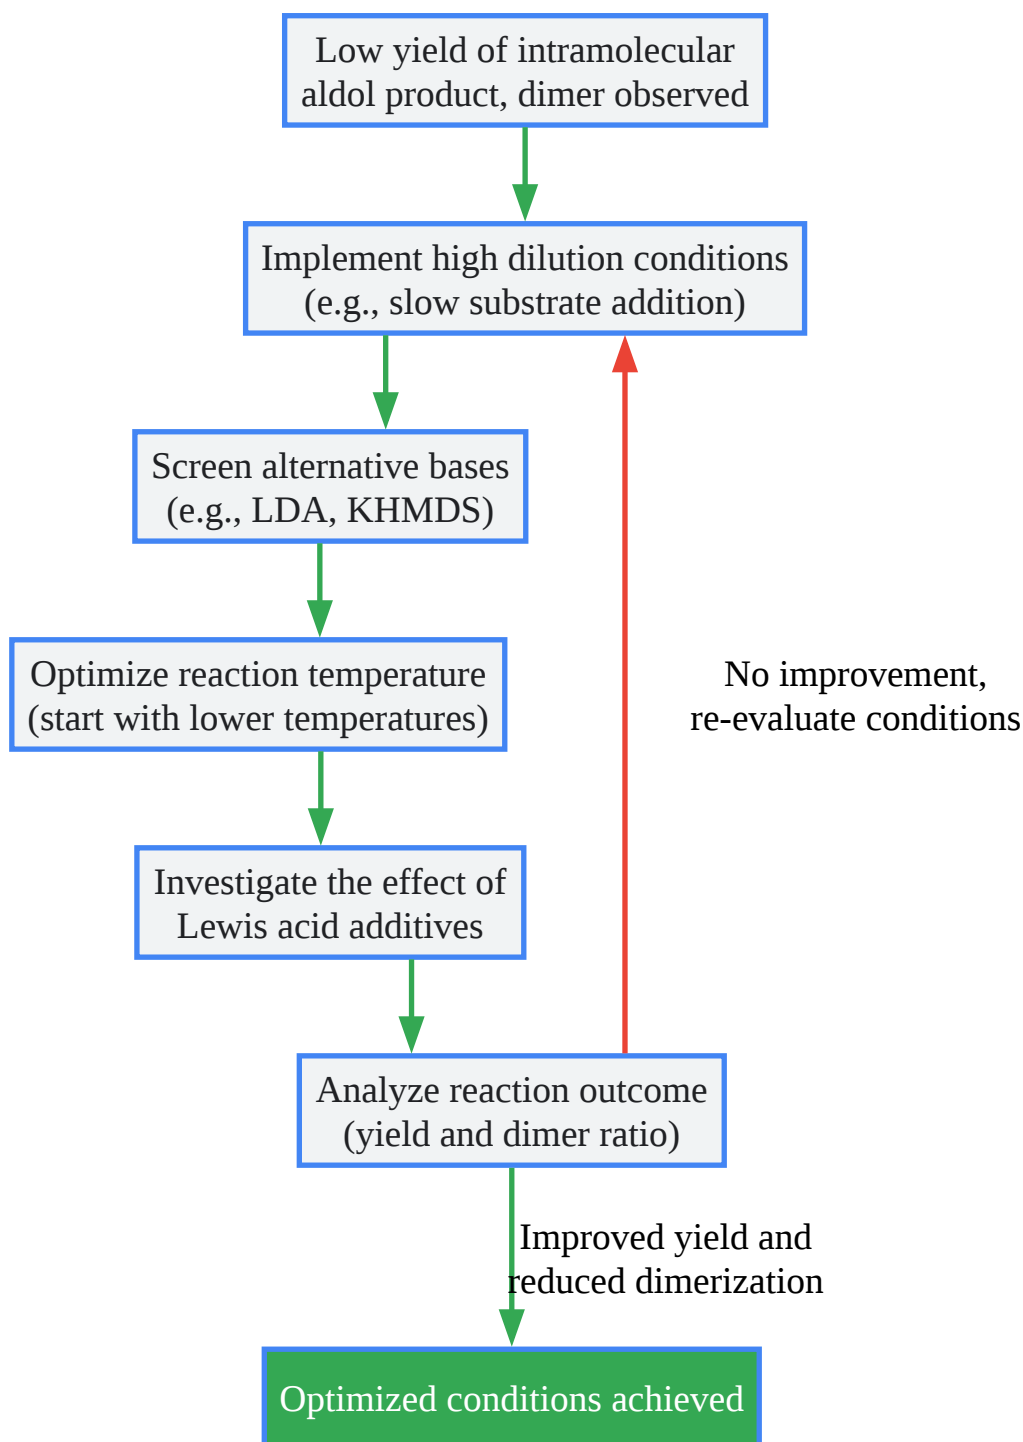 Low yield of intramolecular
aldol product, dimer observed
Implement high dilution conditions
(e.g., slow substrate addition)
Screen alternative bases
(e.g., LDA, KHMDS)
Optimize reaction temperature
(start with lower temperatures)
No improvement,
re-evaluate conditions
Investigate the effect of
Lewis acid additives
Analyze reaction outcome
(yield and dimer ratio)
Improved yield and
reduced dimerization
Optimized conditions achieved